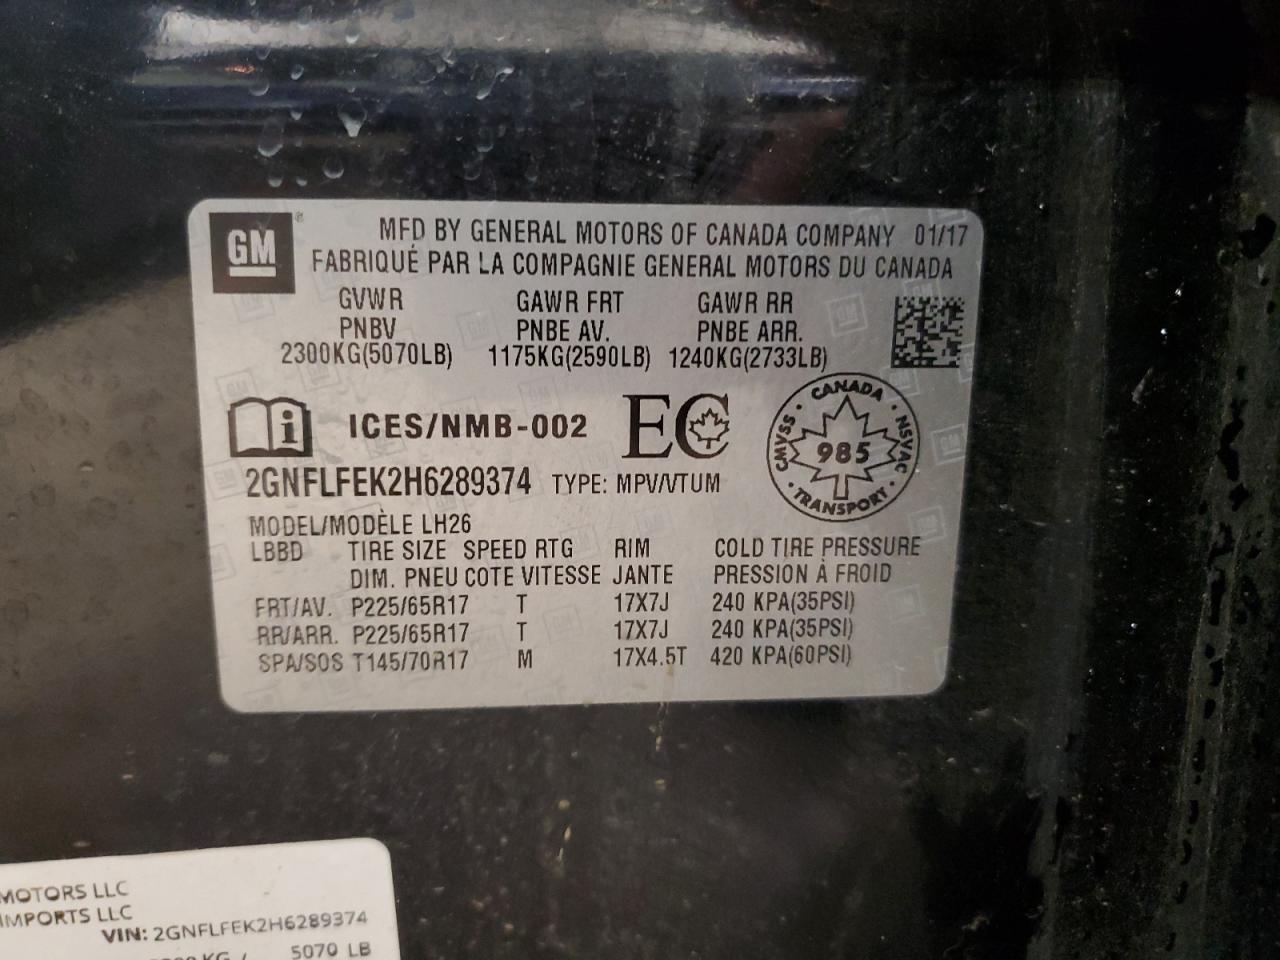 GM ®
MFD BY GENERAL MOTORS OF CANADA COMPANY 01/17
FABRIQUÉ PAR LA COMPAGNIE GENERAL MOTORS DU CANADA
GVWR GAWR FRT GAWR RR
PNBV PNBE AV. PNBE ARR.
2300KG(5070LB) 1175KG(2590LB) 1240KG(2733LB)
i ICES/NMB-002 EC
CANADA
CMVSS 985 NSVAC
TRANSPORT
2GNFLFEK2H6289374 TYPE: MPV/VTUM
MODEL/MODÈLE LH26
LBBD TIRE SIZE SPEED RTG RIM COLD TIRE PRESSURE
DIM. PNEU COTE VITESSE JANTE PRESSION À FROID
FRT/AV. P225/65R17 T 17X7J 240 KPA(35PSI)
RR/ARR. P225/65R17 T 17X7J 240 KPA(35PSI)
SPA/SOS T145/70R17 M 17X4.5T 420 KPA(60PSI)
MOTORS LLC
IMPORTS LLC
VIN: 2GNFLFEK2H6289374
KG / 5070 LB